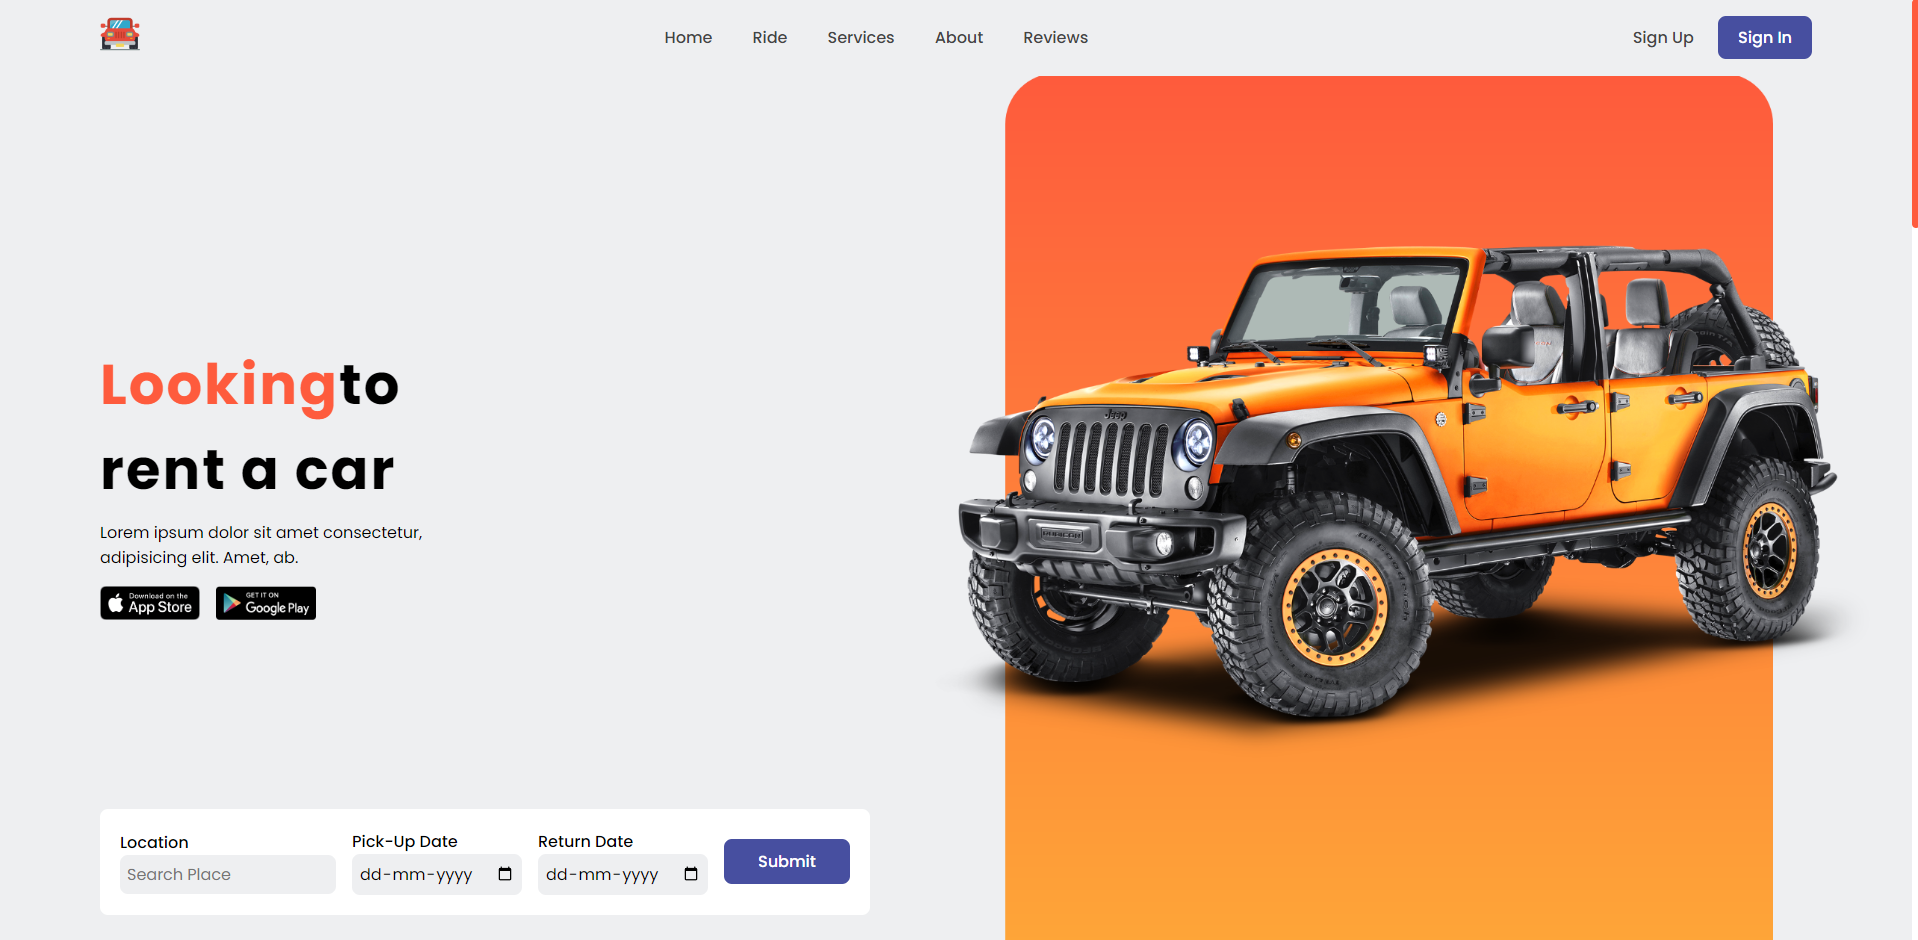 Home Ride Services About Reviews Sign Up Sign In
Lookingto
rent a car
Lorem ipsum dolor sit amet consectetur,
adipisicing elit. Amet, ab.
Download on the
App Store
GET IT ON
Google Play
Jeep
RUBICON
Location
Search Place
Pick-Up Date
dd-mm-yyyy
Return Date
dd-mm-yyyy
Submit